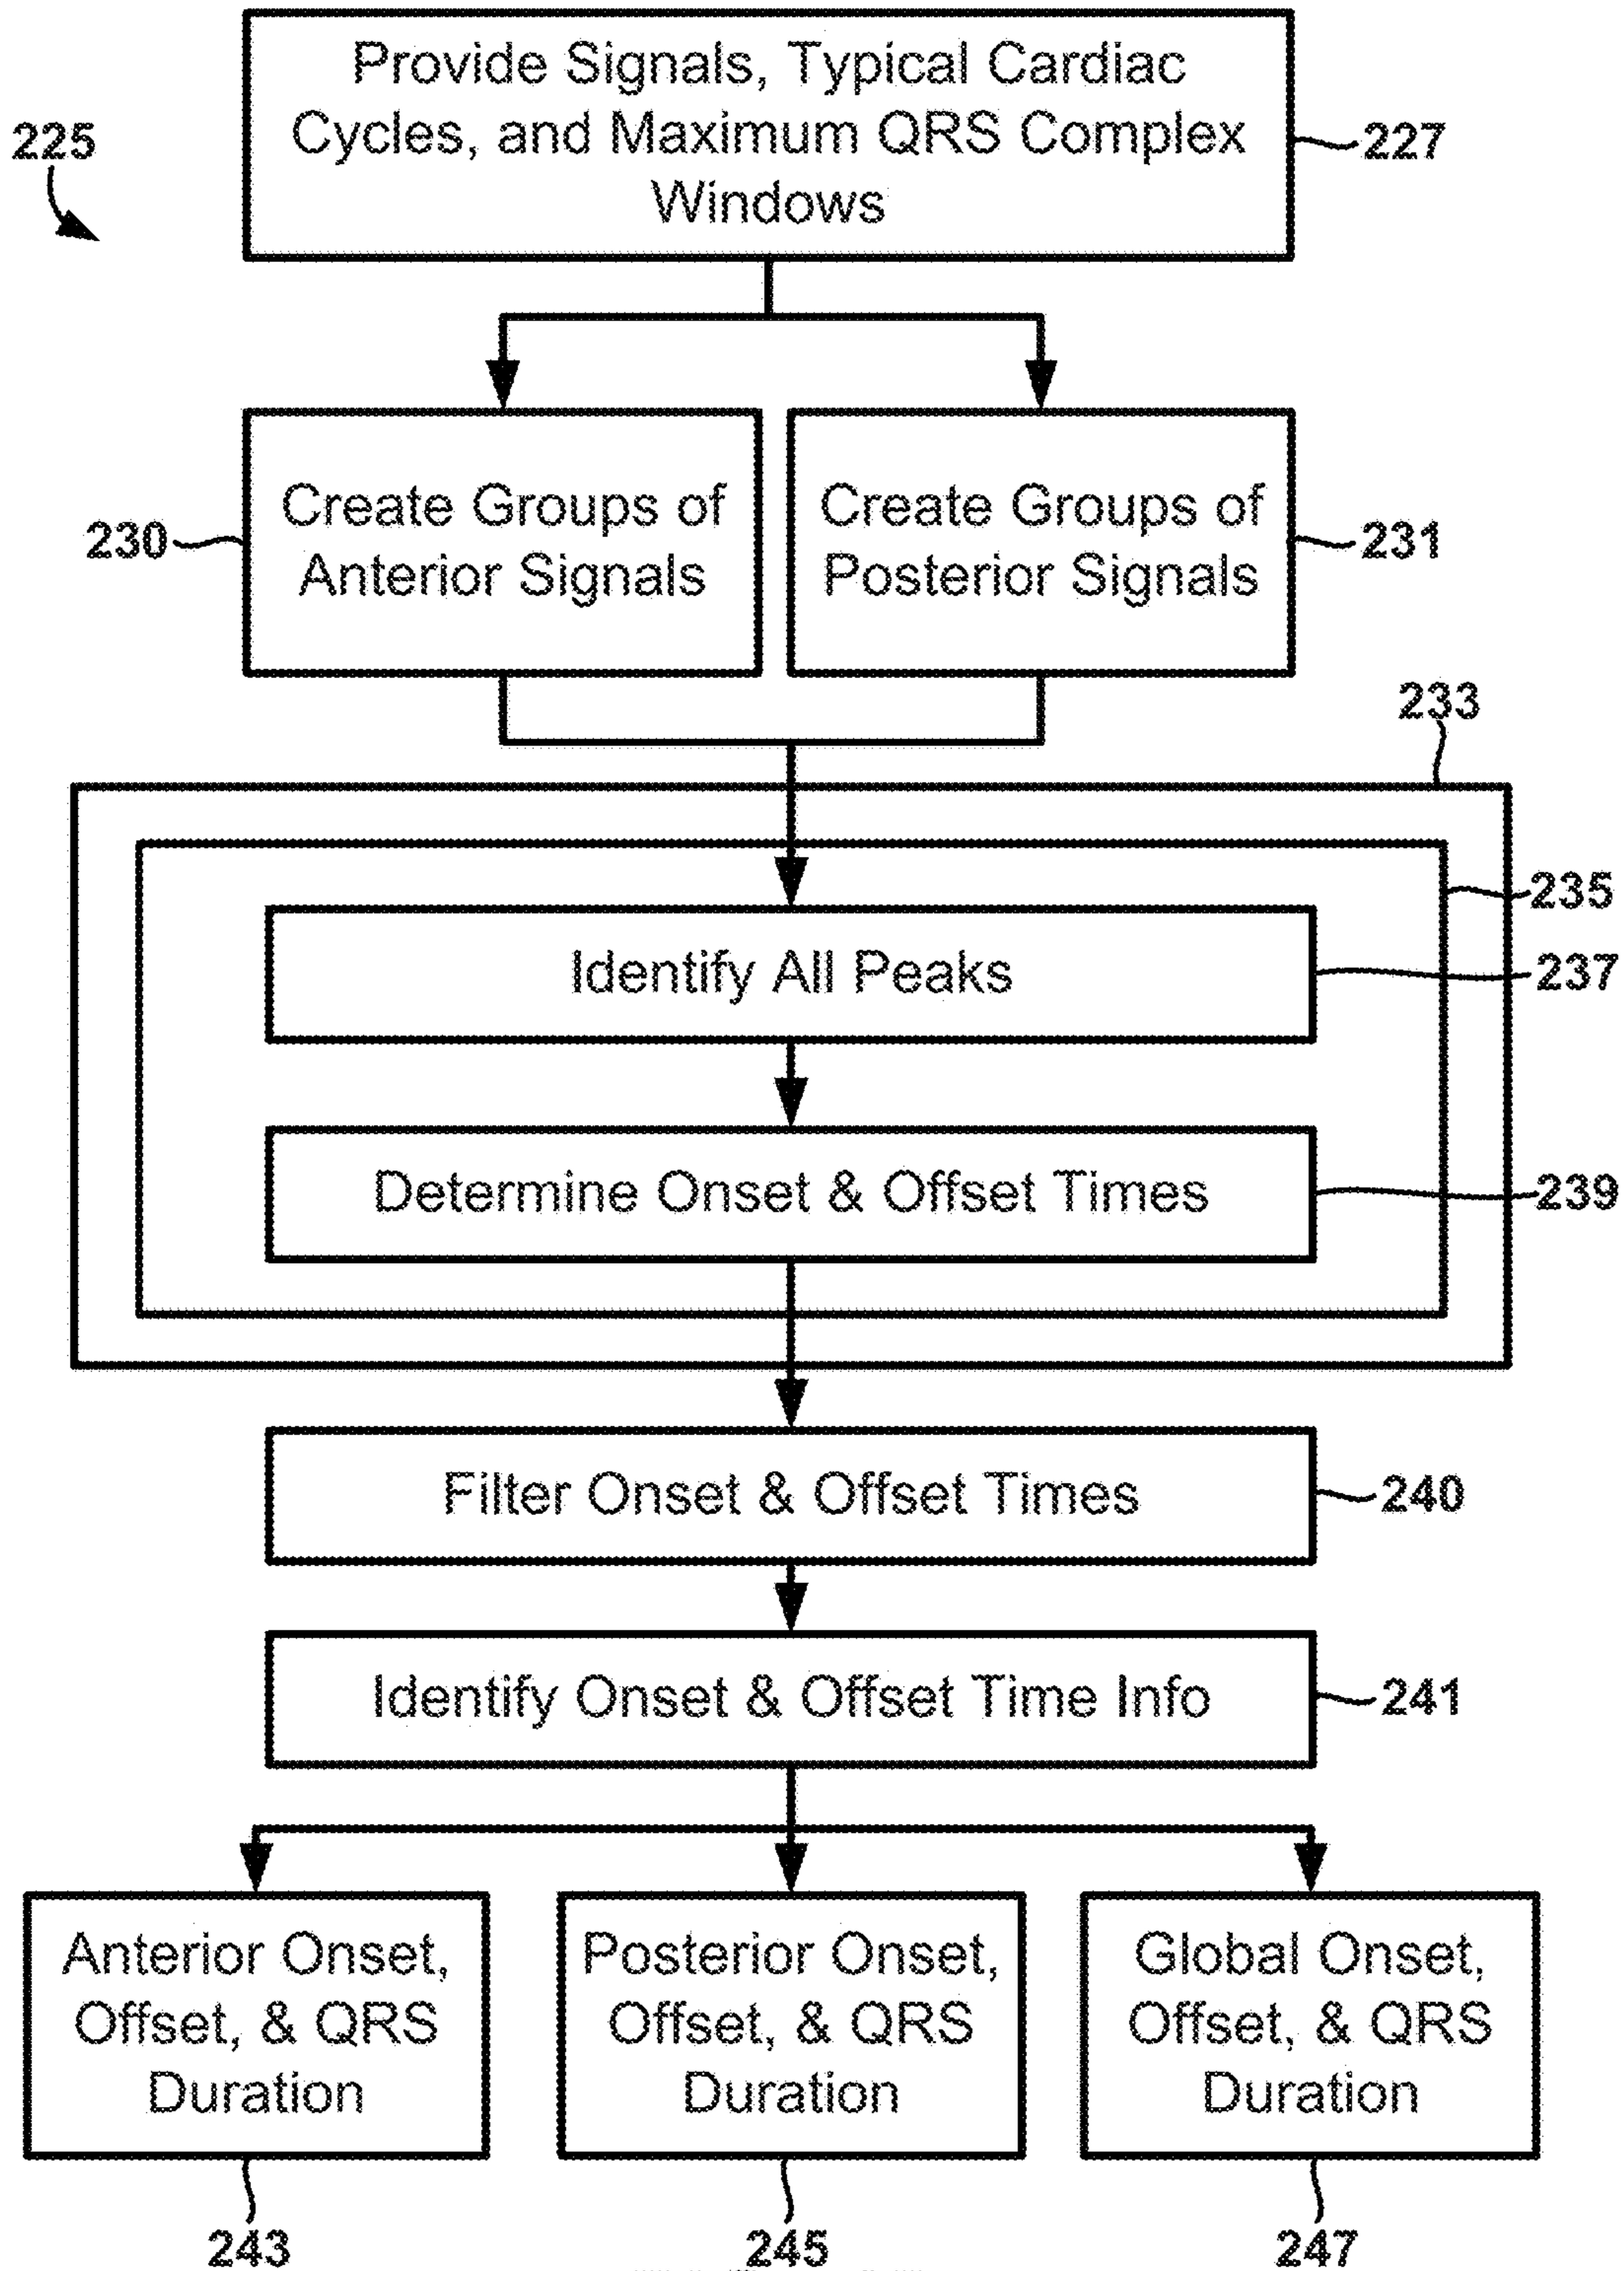 Provide Signals, Typical Cardiac
Cycles, and Maximum QRS Complex
Windows
225
227
Create Groups of
Anterior Signals
Create Groups of
Posterior Signals
230
231
233
235
Identify All Peaks
237
Determine Onset & Offset Times
239
Filter Onset & Offset Times
240
Identify Onset & Offset Time Info
241
Anterior Onset,
Offset, & QRS
Duration
Posterior Onset,
Offset, & QRS
Duration
Global Onset,
Offset, & QRS
Duration
243
245
247